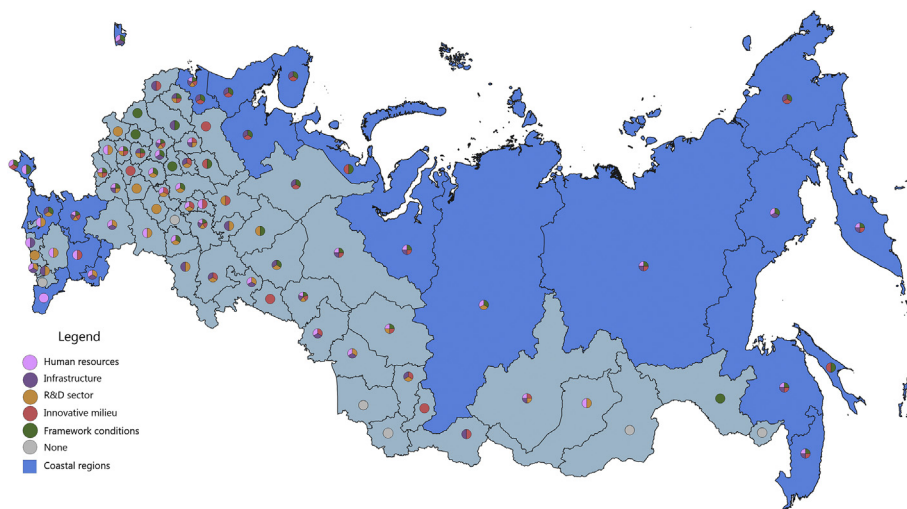 Legend
Human resources
Infrastructure
R&D sector
Innovative milieu
Framework conditions
None
Coastal regions